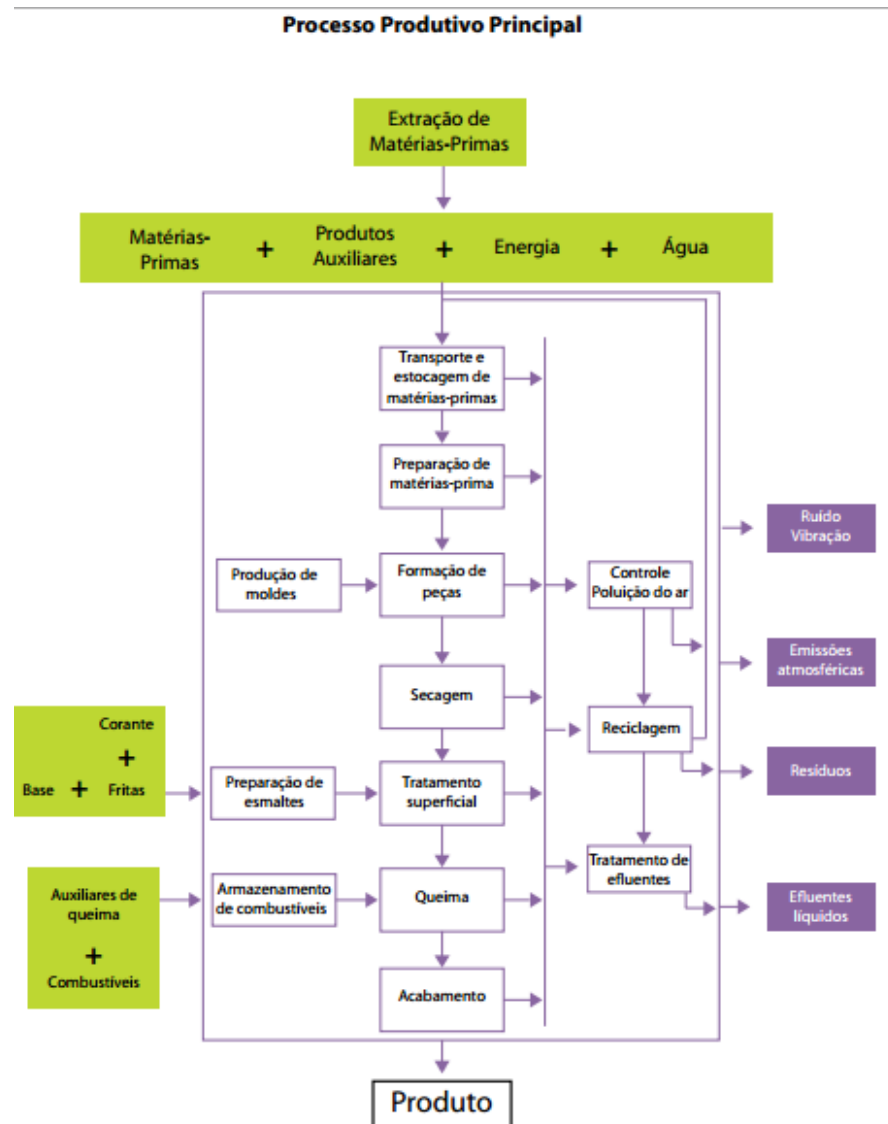 Processo Produtivo Principal
Extração de
Matérias-Primas
Matérias-
Primas
+
Produtos
Auxiliares
+
Energia
+
Água
Transporte e
estocagem de
matérias-primas
Preparação de
matérias-prima
Produção de
moldes
Formação de
peças
Controle
Poluição do ar
Ruído
Vibração
Emissões
atmosféricas
Secagem
Reciclagem
Resíduos
Corante
+
Base + Fritas
Preparação de
esmaltes
Tratamento
superficial
Tratamento de
efluentes
Efluentes
líquidos
Auxiliares de
queima
+
Combustíveis
Armazenamento
de combustíveis
Queima
Acabamento
Produto